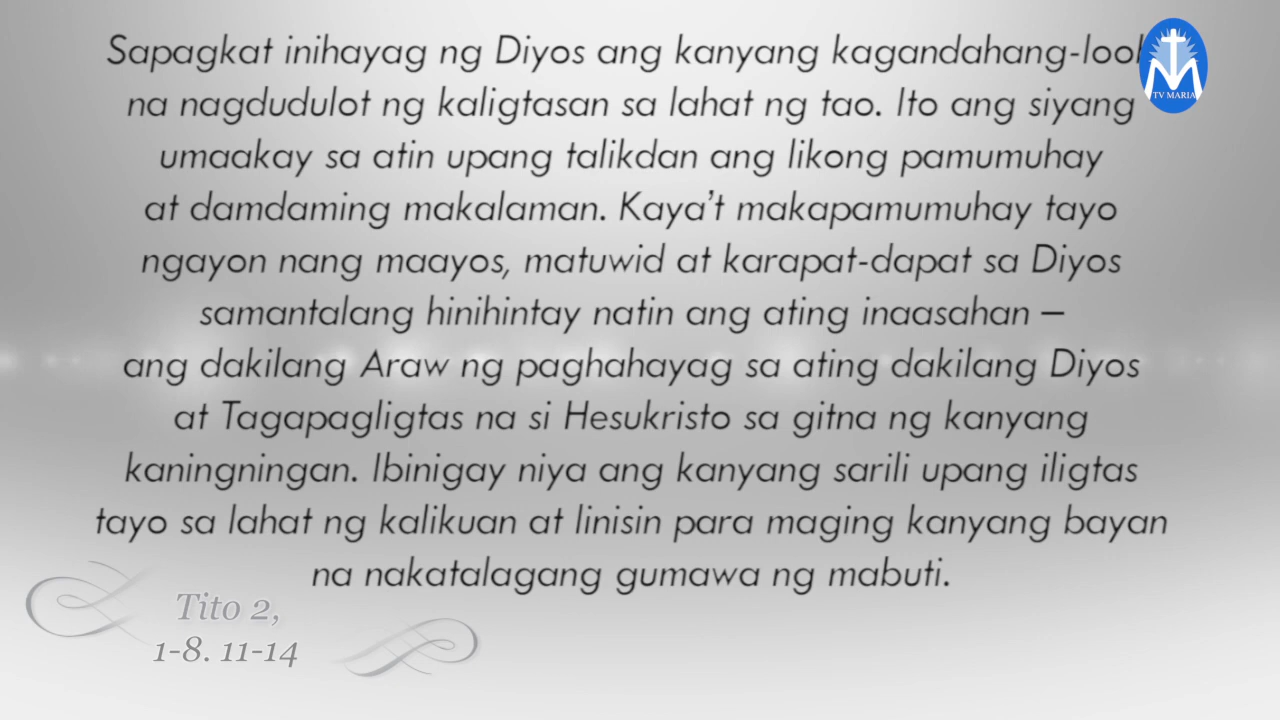 Sapagkat inihayag ng Diyos ang kanyang kagandahang-loob
na nagdudulot ng kaligtasan sa lahat ng tao. Ito ang siyang
umaakay sa atin upang talikdan ang likong pamumuhay
at damdaming makalaman. Kaya't makapamumuhay tayo
ngayon nang maayos, matuwid at karapat-dapat sa Diyos
samantalang hinihintay natin ang ating inaasahan –
ang dakilang Araw ng paghahayag sa ating dakilang Diyos
at Tagapagligtas na si Hesukristo sa gitna ng kanyang
kaningningan. Ibinigay niya ang kanyang sarili upang iligtas
tayo sa lahat ng kalikuan at linisin para maging kanyang bayan
na nakatalagang gumawa ng mabuti.
Tito 2,
1-8. 11-14
TV MARIA